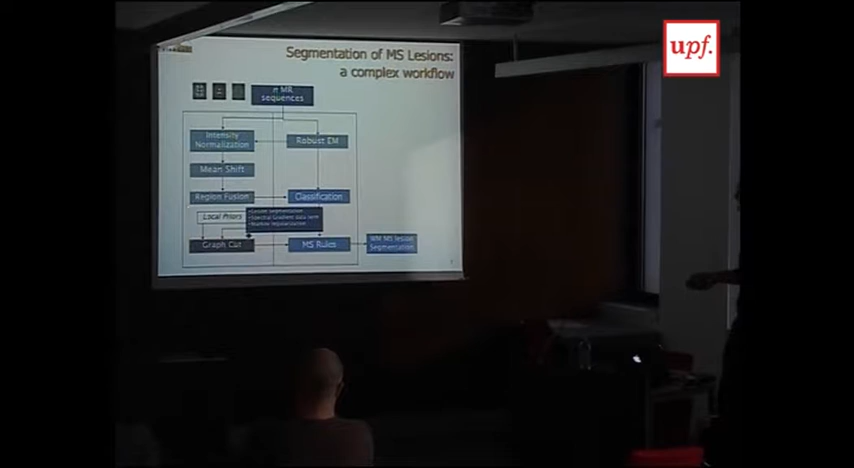 upf.
Segmentation of MS Lesions:
a complex workflow
n MR
sequences
Intensity
Normalization
Robust EM
Mean Shift
Region Fusion
Classification
Local Priors
Graph Cut
MS Rules
WM MS lesion
Segmentation